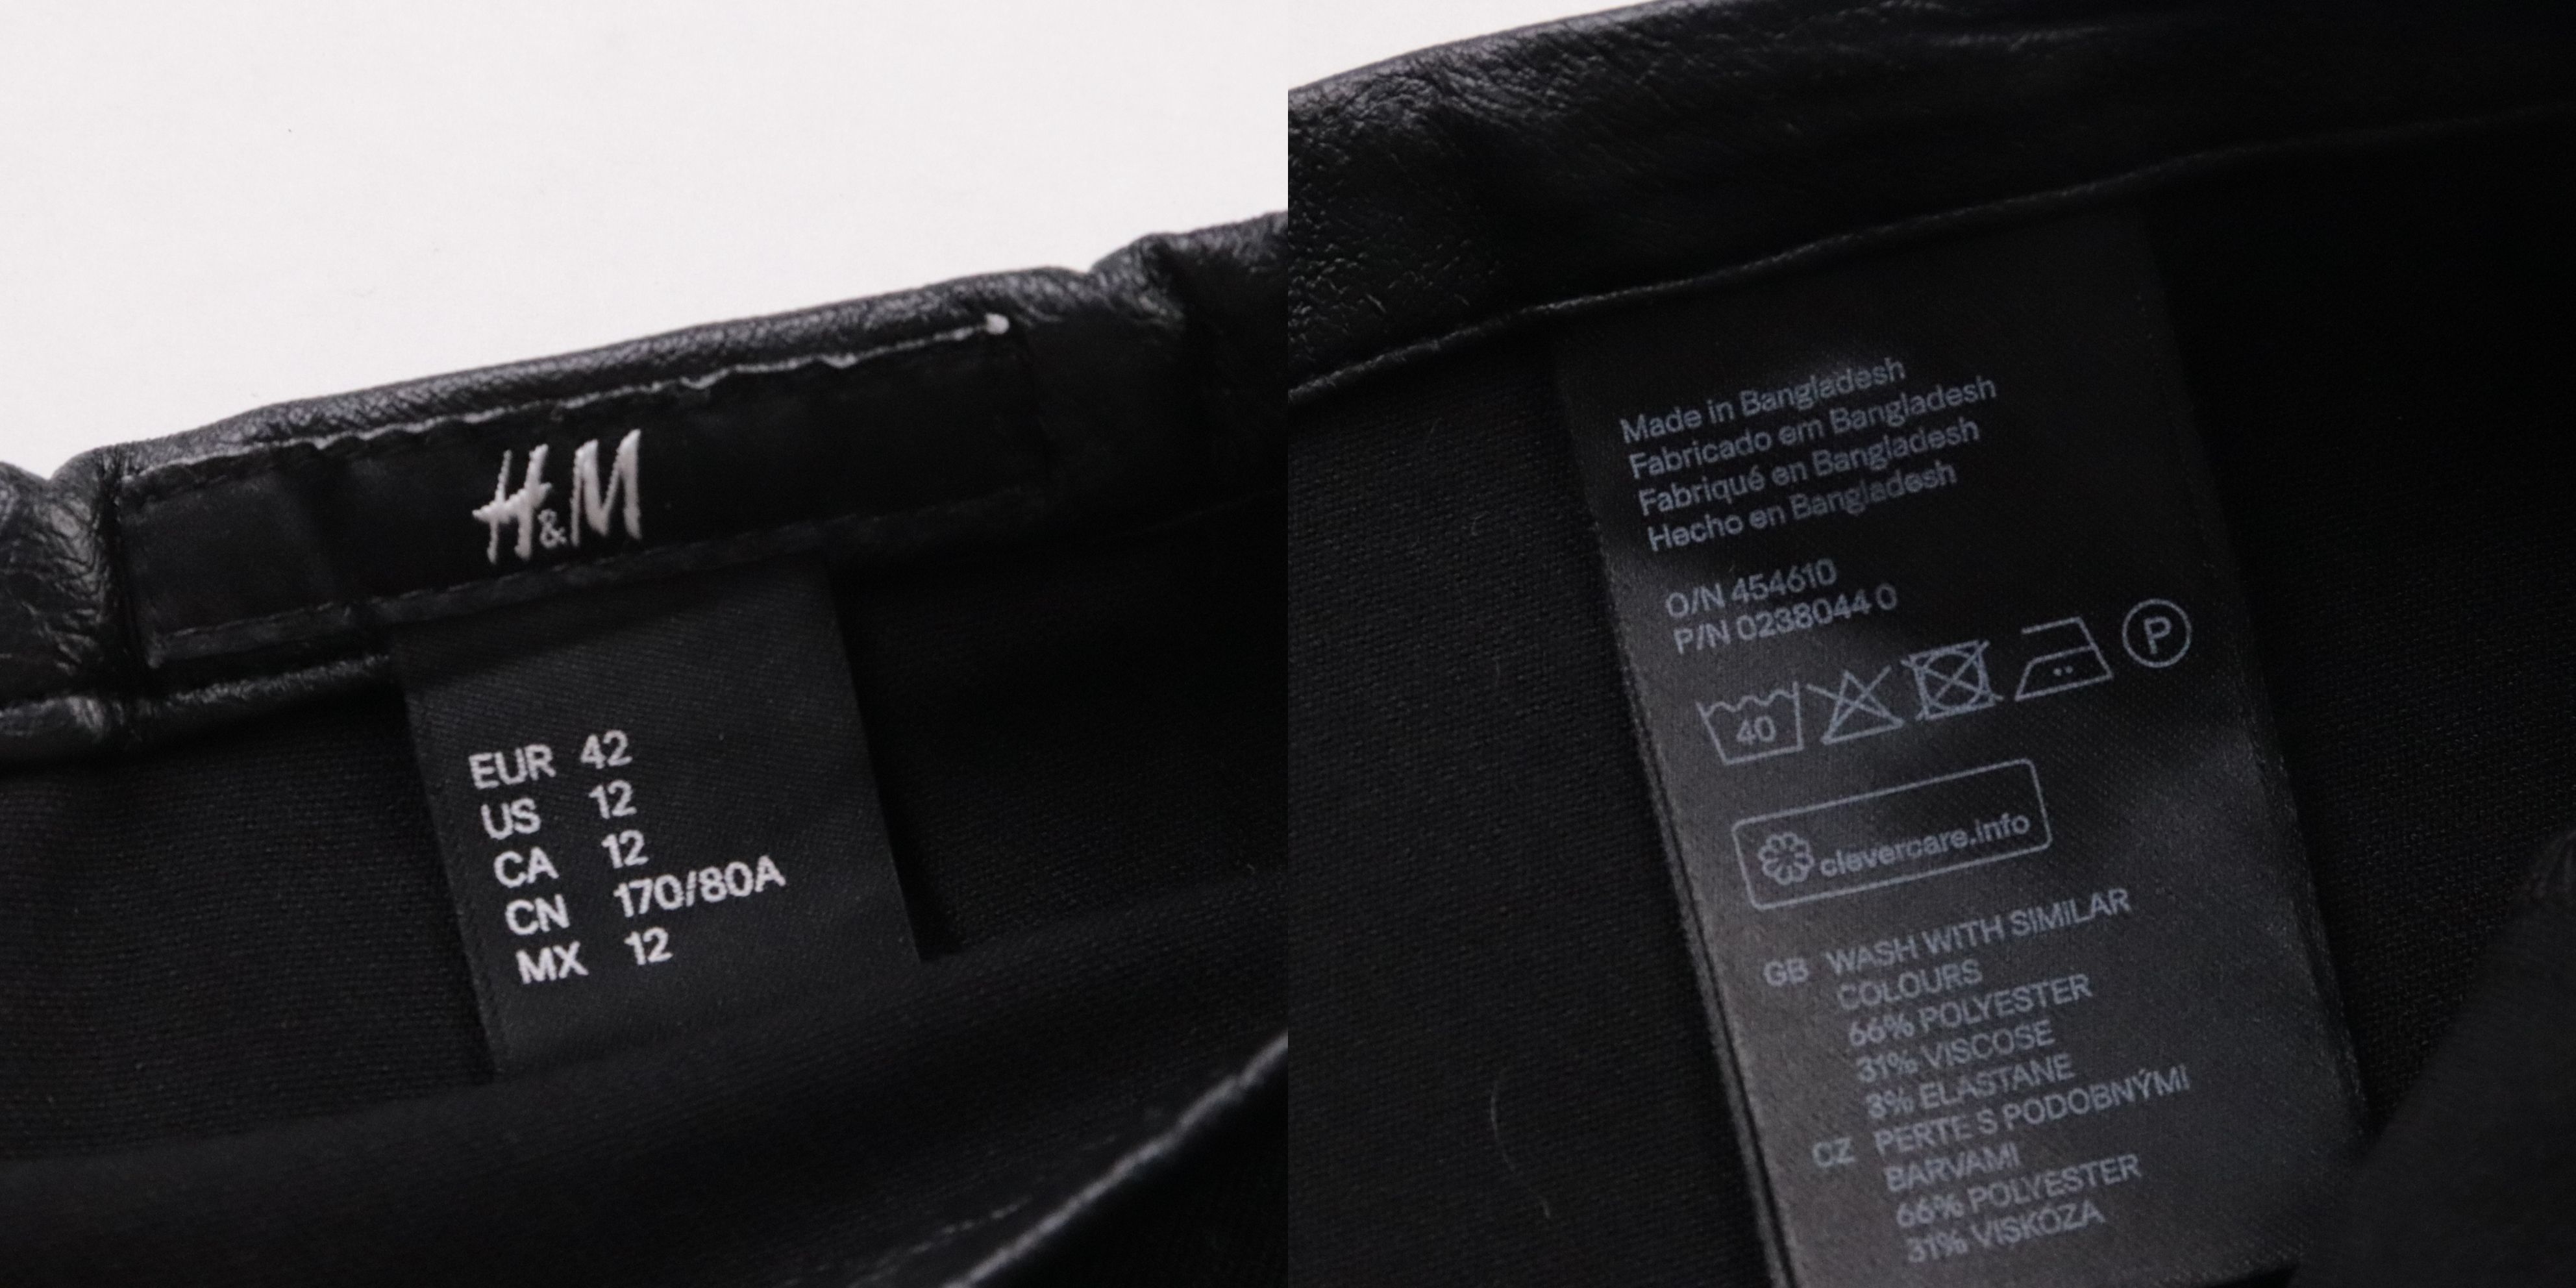 H&M
EUR 42
US 12
CA 12
CN 170/80A
MX 12
Made in Bangladesh
Fabricado em Bangladesh
Fabriqué en Bangladesh
Hecho en Bangladesh
O/N 454610
P/N 0238044 0
40
P
clevercare.info
GB WASH WITH SIMILAR
COLOURS
66% POLYESTER
31% VISCOSE
3% ELASTANE
CZ PERTE S PODOBNÝMI
BARVAMI
66% POLYESTER
31% VISKÓZA